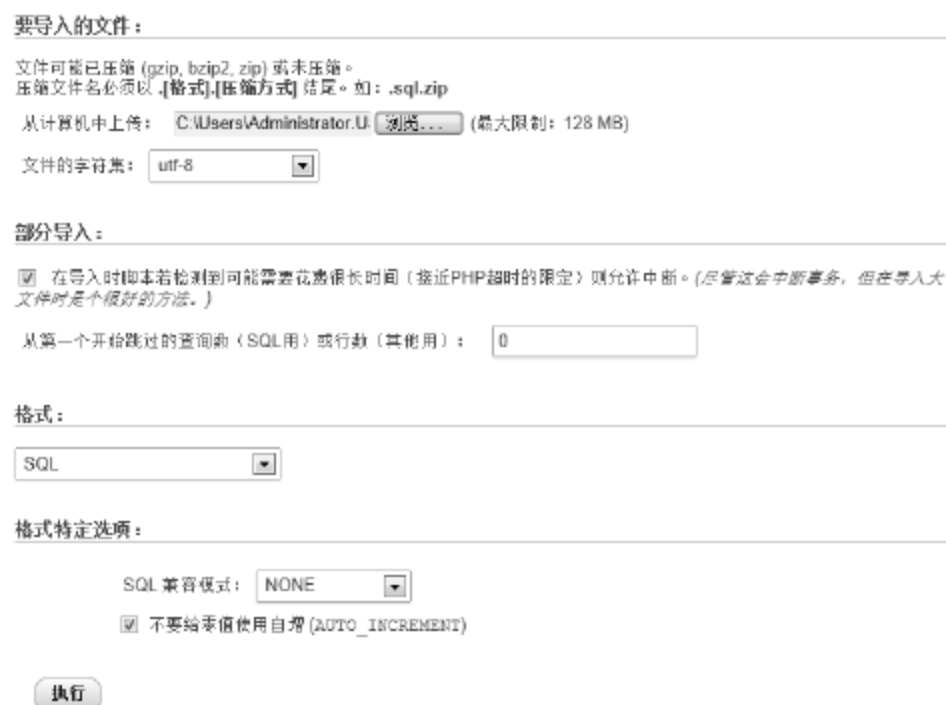 要导入的文件：
文件可能已压缩 (gzip, bzip2, zip) 或未压缩。
压缩文件名必须以 .[格式].[压缩方式] 结尾。如：.sql.zip
从计算机中上传： C:\Users\Administrator.U 浏览... (最大限制：128 MB)
文件的字符集： utf-8
部分导入：
在导入时脚本若检测到可能需要花费很长时间（接近PHP超时的限定）则允许中断。(尽管这会中断事务，但在导入大
文件时是个很好的方法。)
从第一个开始跳过的查询数（SQL用）或行数（其他用）： 0
格式：
SQL
格式特定选项：
SQL 兼容模式： NONE
不要给零值使用自增 (AUTO_INCREMENT)
执行